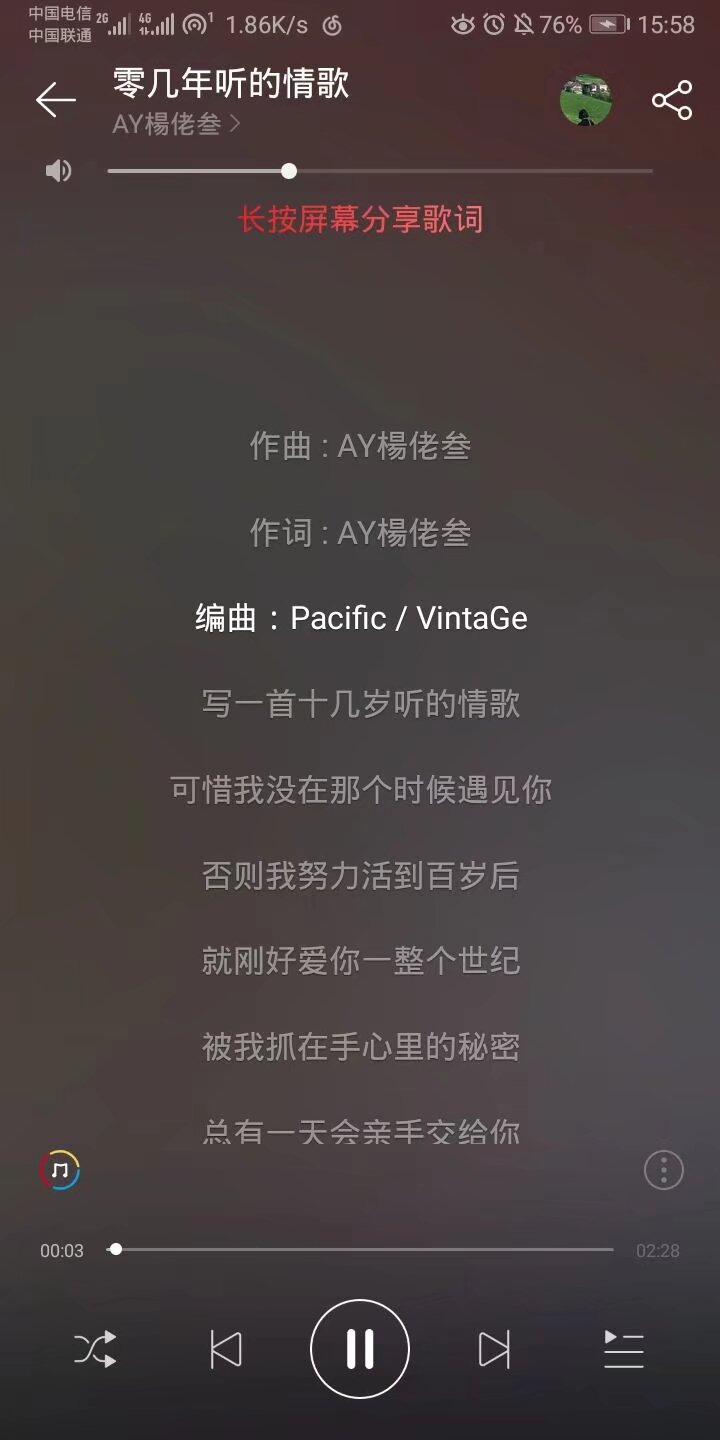 中国电信 2G 4G 1 1.86K/s 76% 15:58
中国联通
零几年听的情歌
AY楊佬叁
长按屏幕分享歌词
作曲 : AY楊佬叁
作词 : AY楊佬叁
编曲 : Pacific / VintaGe
写一首十几岁听的情歌
可惜我没在那个时候遇见你
否则我努力活到百岁后
就刚好爱你一整个世纪
被我抓在手心里的秘密
总有一天会亲手交给你
00:03 02:28